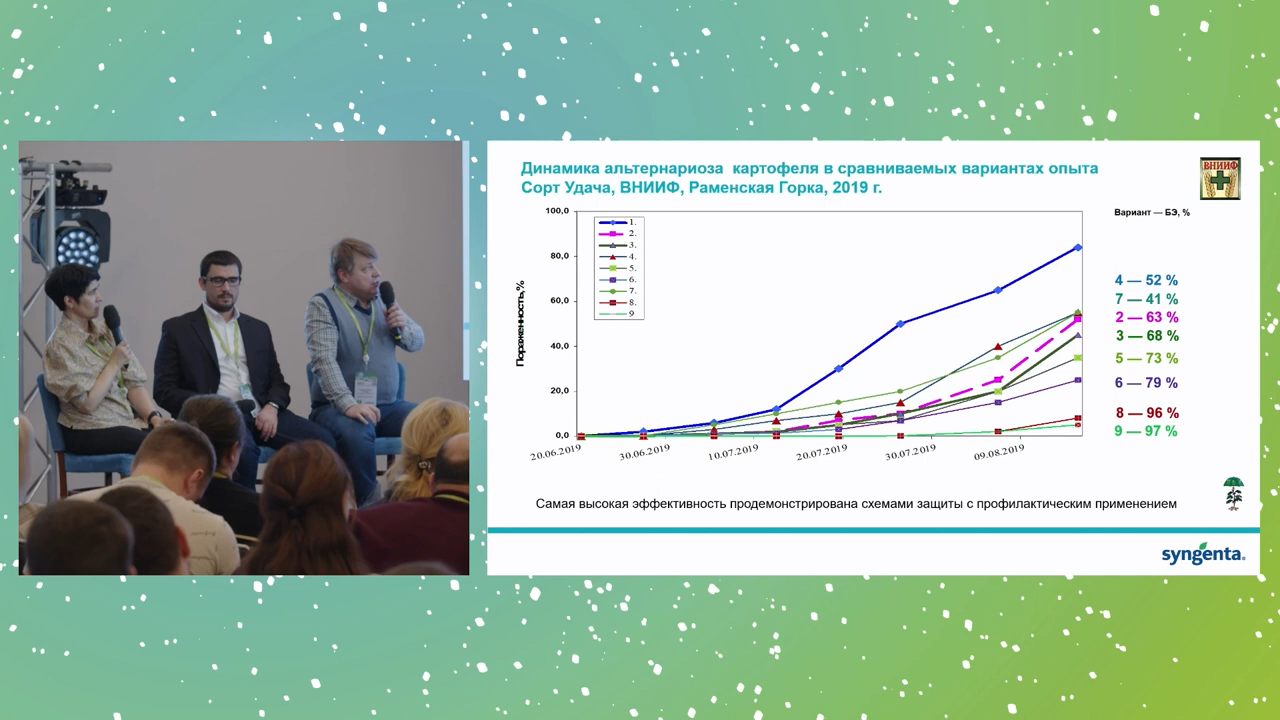 Динамика альтернариоза картофеля в сравниваемых вариантах опыта
Сорт Удача, ВНИИФ, Раменская Горка, 2019 г.
ВНИИФ
Вариант — БЭ, %
Пораженность,%
100,0
80,0
60,0
40,0
20,0
0,0
1.
2.
3.
4.
5.
6.
7.
8.
9
20.06.2019
30.06.2019
10.07.2019
20.07.2019
30.07.2019
09.08.2019
4 — 52 %
7 — 41 %
2 — 63 %
3 — 68 %
5 — 73 %
6 — 79 %
8 — 96 %
9 — 97 %
Самая высокая эффективность продемонстрирована схемами защиты с профилактическим применением
syngenta.